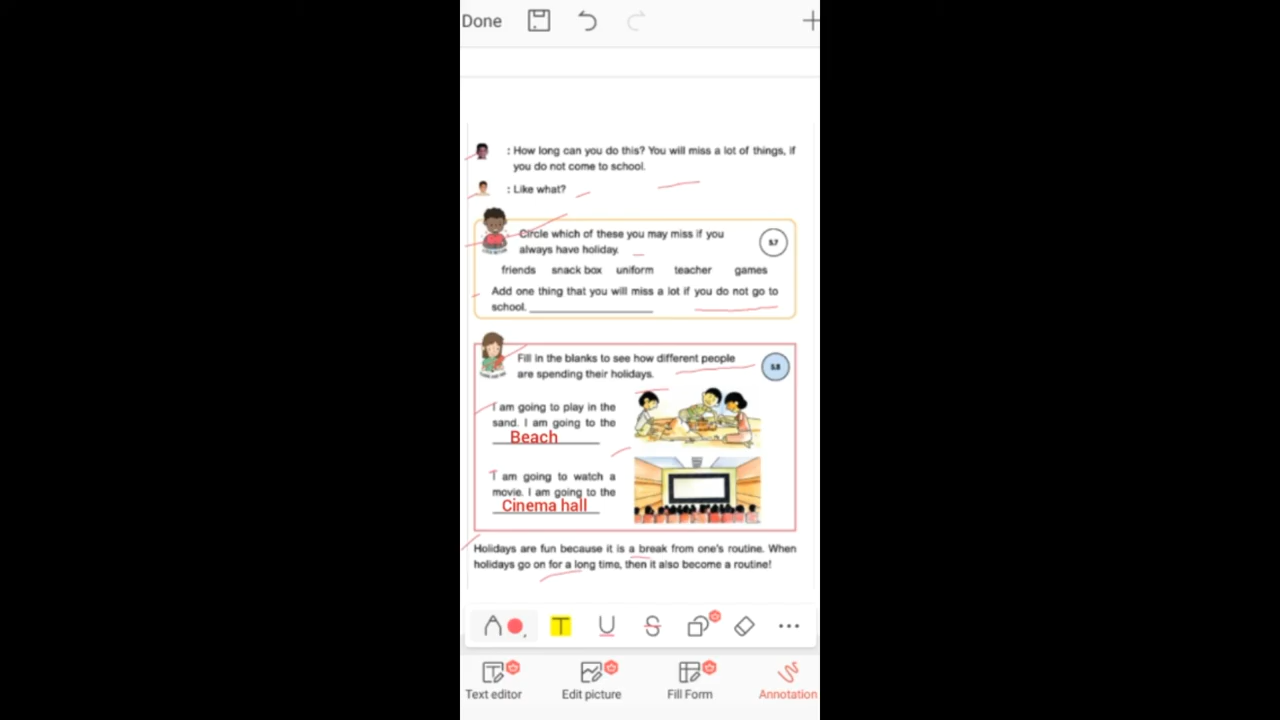 Done
: How long can you do this? You will miss a lot of things, if
you do not come to school.
: Like what?
Circle which of these you may miss if you
always have holiday.
5.7
friends snack box uniform teacher games
Add one thing that you will miss a lot if you do not go to
school.
Fill in the blanks to see how different people
are spending their holidays.
5.8
I am going to play in the
sand. I am going to the
Beach
I am going to watch a
movie. I am going to the
Cinema hall
Holidays are fun because it is a break from one's routine. When
holidays go on for a long time, then it also become a routine!
T U S
Text editor Edit picture Fill Form Annotation